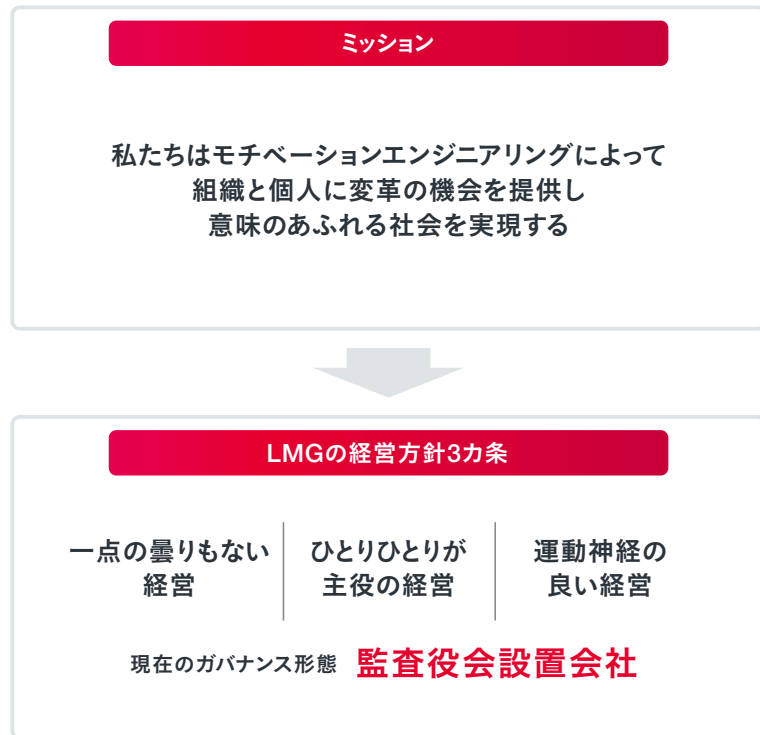 ミッション
私たちはモチベーションエンジニアリングによって
組織と個人に変革の機会を提供し
意味のあふれる社会を実現する
LMGの経営方針3カ条
一点の曇りもない
経営
ひとりひとりが
主役の経営
運動神経の
良い経営
現在のガバナンス形態 監査役会設置会社